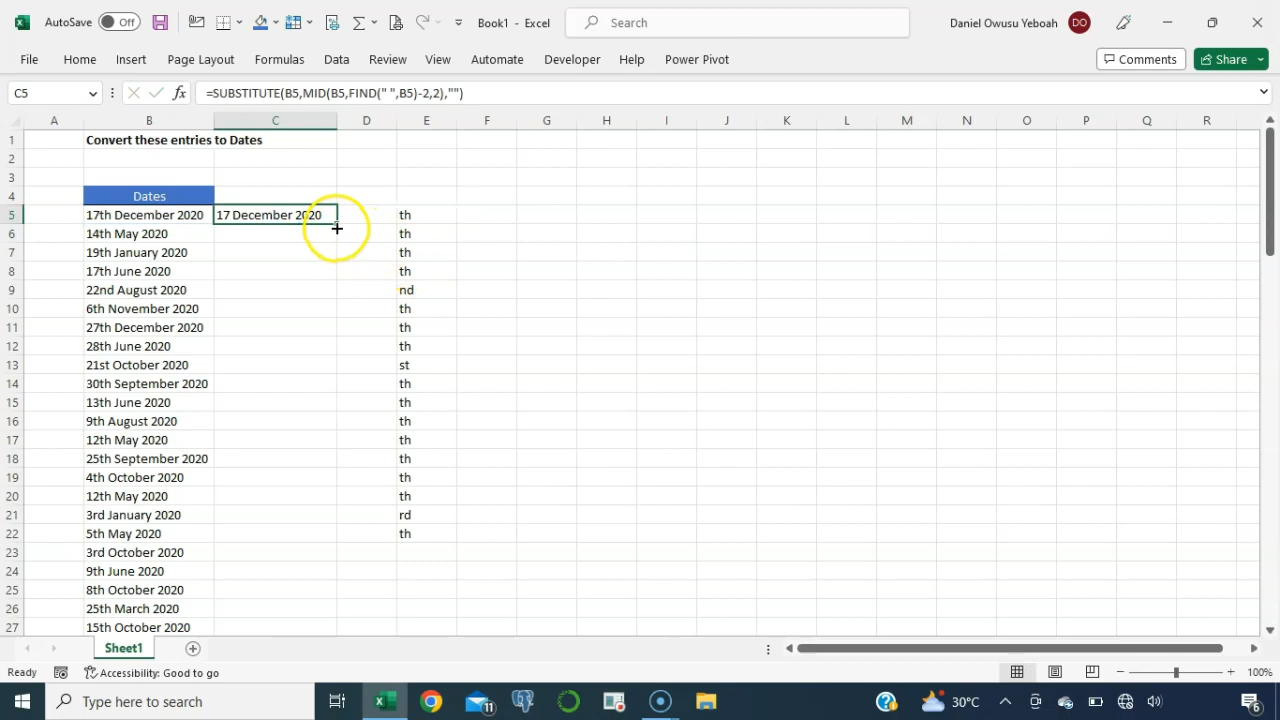 AutoSave Off Book1 - Excel Search Daniel Owusu Yeboah DO
File Home Insert Page Layout Formulas Data Review View Automate Developer Help Power Pivot Comments Share
C5 fx =SUBSTITUTE(B5,MID(B5,FIND(" ",B5)-2,2),"")
A B C D E F G H I J K L M N O P Q R
1 Convert these entries to Dates
2
3
4 Dates
5 17th December 2020 17 December 2020 th
6 14th May 2020 th
7 19th January 2020 th
8 17th June 2020 th
9 22nd August 2020 nd
10 6th November 2020 th
11 27th December 2020 th
12 28th June 2020 th
13 21st October 2020 st
14 30th September 2020 th
15 13th June 2020 th
16 9th August 2020 th
17 12th May 2020 th
18 25th September 2020 th
19 4th October 2020 th
20 12th May 2020 th
21 3rd January 2020 rd
22 5th May 2020 th
23 3rd October 2020
24 9th June 2020
25 8th October 2020
26 25th March 2020
27 15th October 2020
Sheet1
Ready Accessibility: Good to go 100%
Type here to search 11 30°C 6